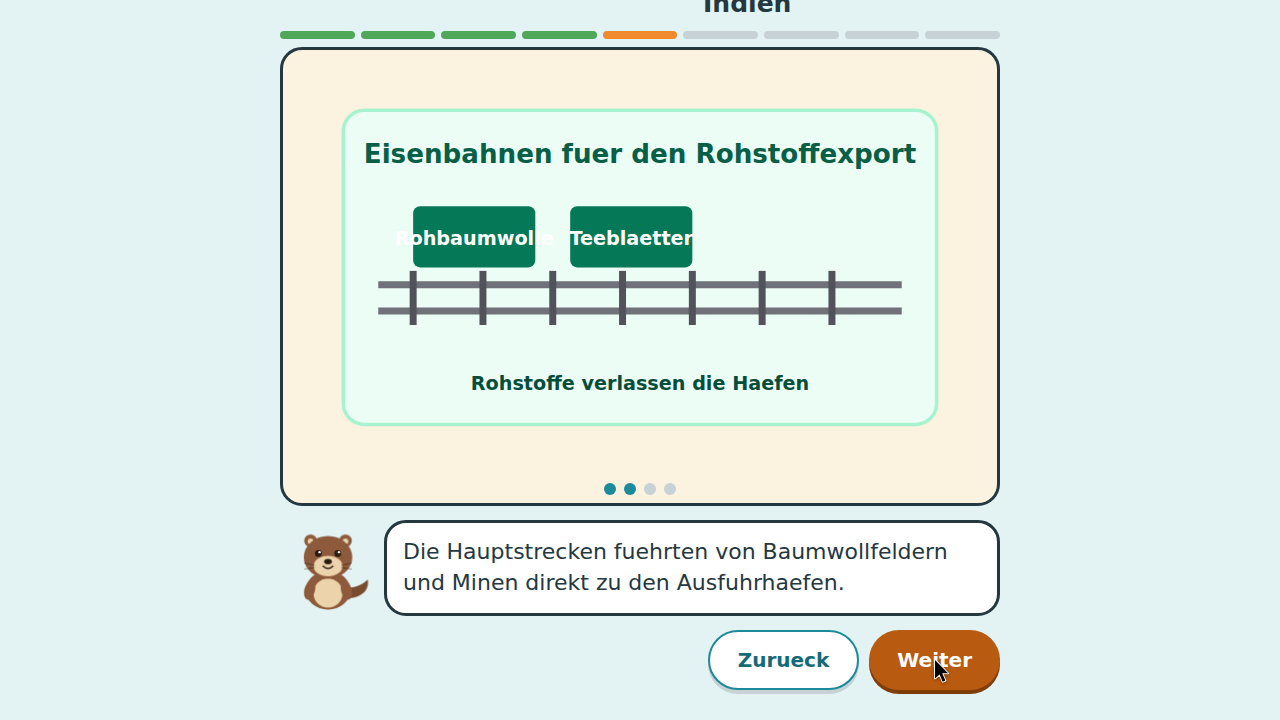 Indien
Eisenbahnen fuer den Rohstoffexport
Rohbaumwolle
Teeblaetter
Rohstoffe verlassen die Haefen
Die Hauptstrecken fuehrten von Baumwollfeldern
und Minen direkt zu den Ausfuhrhaefen.
Zurueck
Weiter